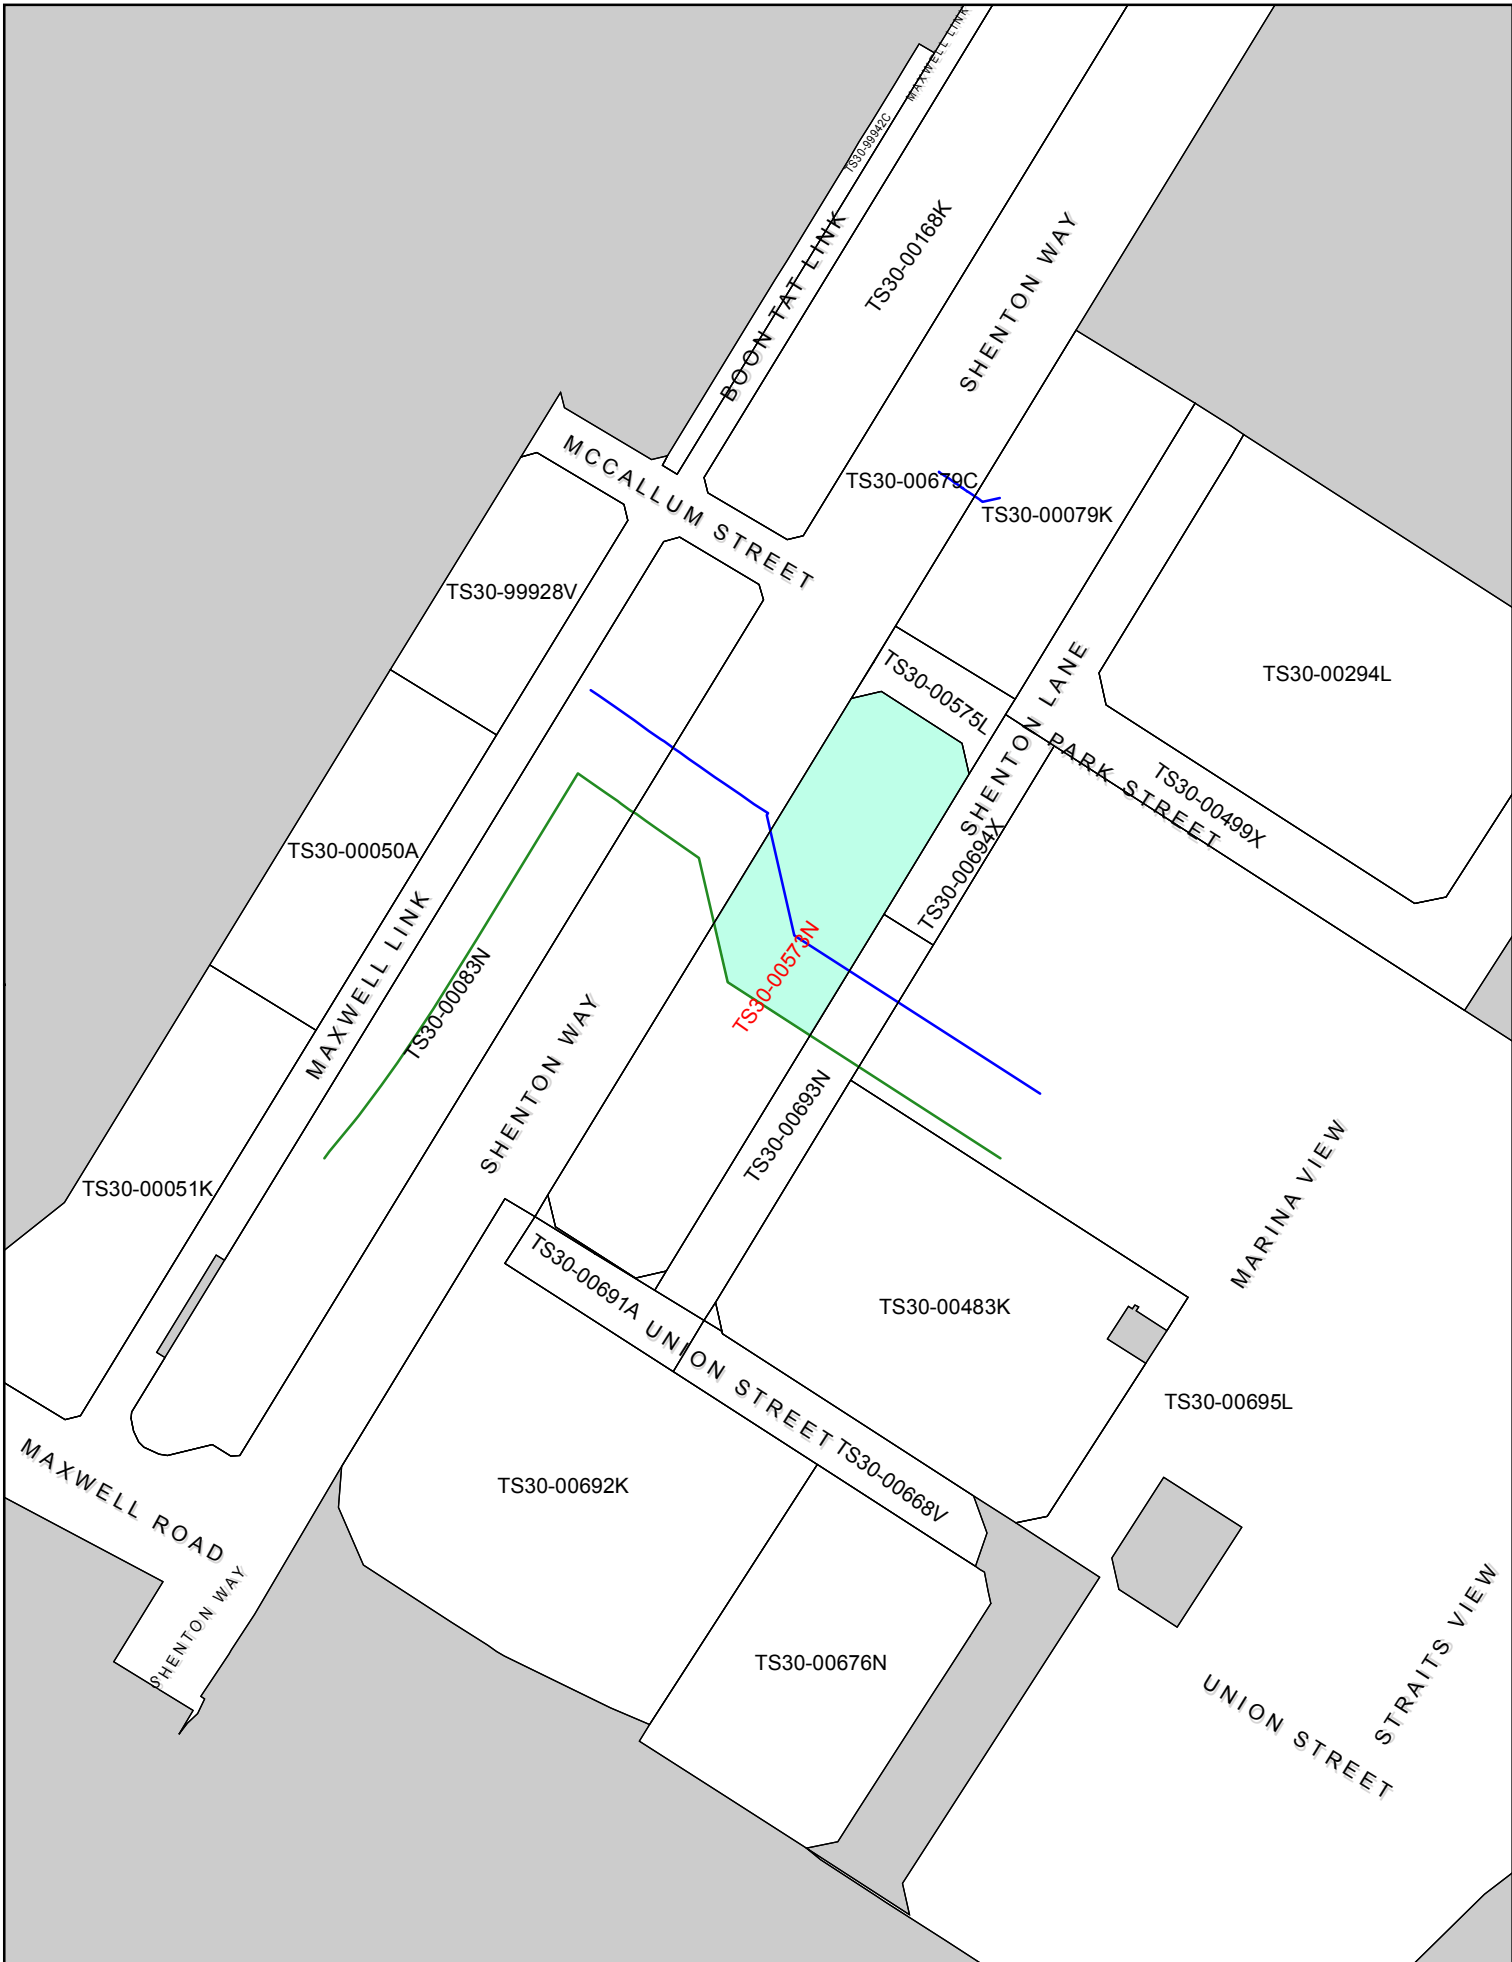 MAXWELL LINK
TS30-99942C
BOON TAT LINK
TS30-00168K
SHENTON WAY
MCCALLUM STREET
TS30-00679C
TS30-00079K
TS30-99928V
TS30-00575L
SHENTON LANE
TS30-00294L
PARK STREET
TS30-00499X
TS30-00694X
TS30-00050A
MAXWELL LINK
TS30-00083N
TS30-00573N
SHENTON WAY
TS30-00693N
TS30-00051K
MARINA VIEW
TS30-00691A
UNION STREET
TS30-00483K
TS30-00695L
TS30-00668V
MAXWELL ROAD
TS30-00692K
SHENTON WAY
TS30-00676N
UNION STREET
STRAITS VIEW